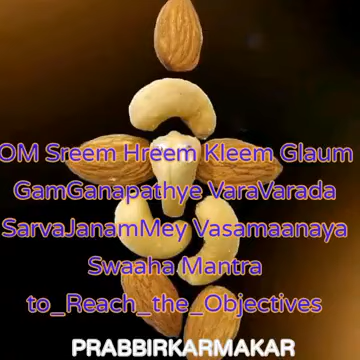 OM Sreem Hreem Kleem Glaum
GamGanapathye VaraVarada
SarvaJanamMey Vasamaanaya
Swaaha Mantra
to_Reach_the_Objectives
PRABBIRKARMAKAR